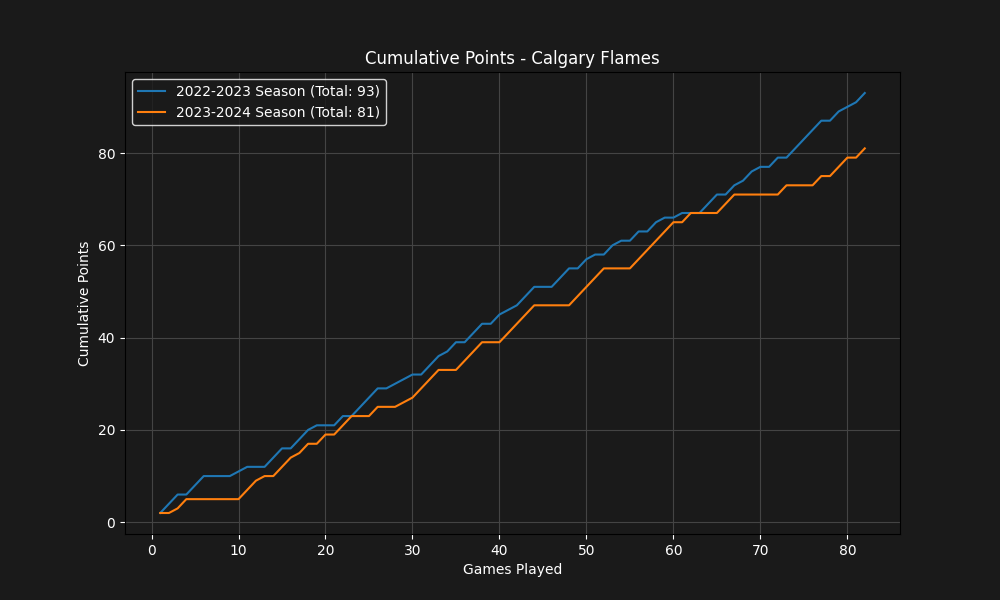 Cumulative Points - Calgary Flames
2022-2023 Season (Total: 93)
2023-2024 Season (Total: 81)
Cumulative Points
80
60
40
20
0
0 10 20 30 40 50 60 70 80
Games Played